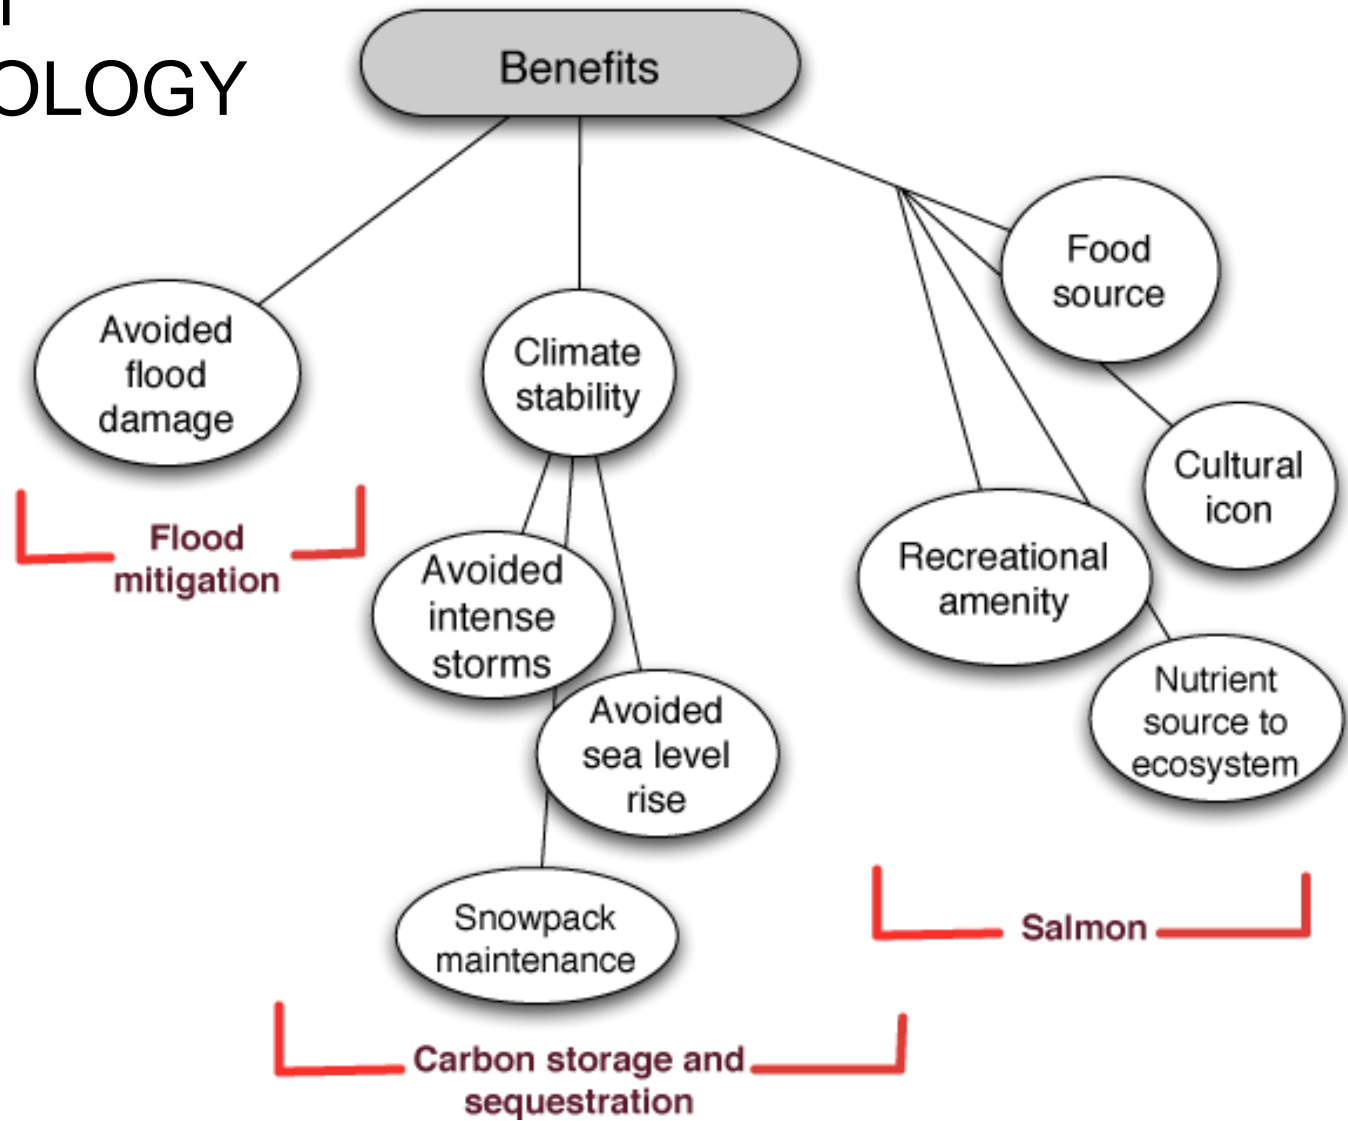 OLOGY
Benefits
Food
source
Avoided
flood
damage
Climate
stability
Cultural
icon
Flood
mitigation
Avoided
intense
storms
Recreational
amenity
Avoided
sea level
rise
Nutrient
source to
ecosystem
Snowpack
maintenance
Salmon
Carbon storage and
sequestration